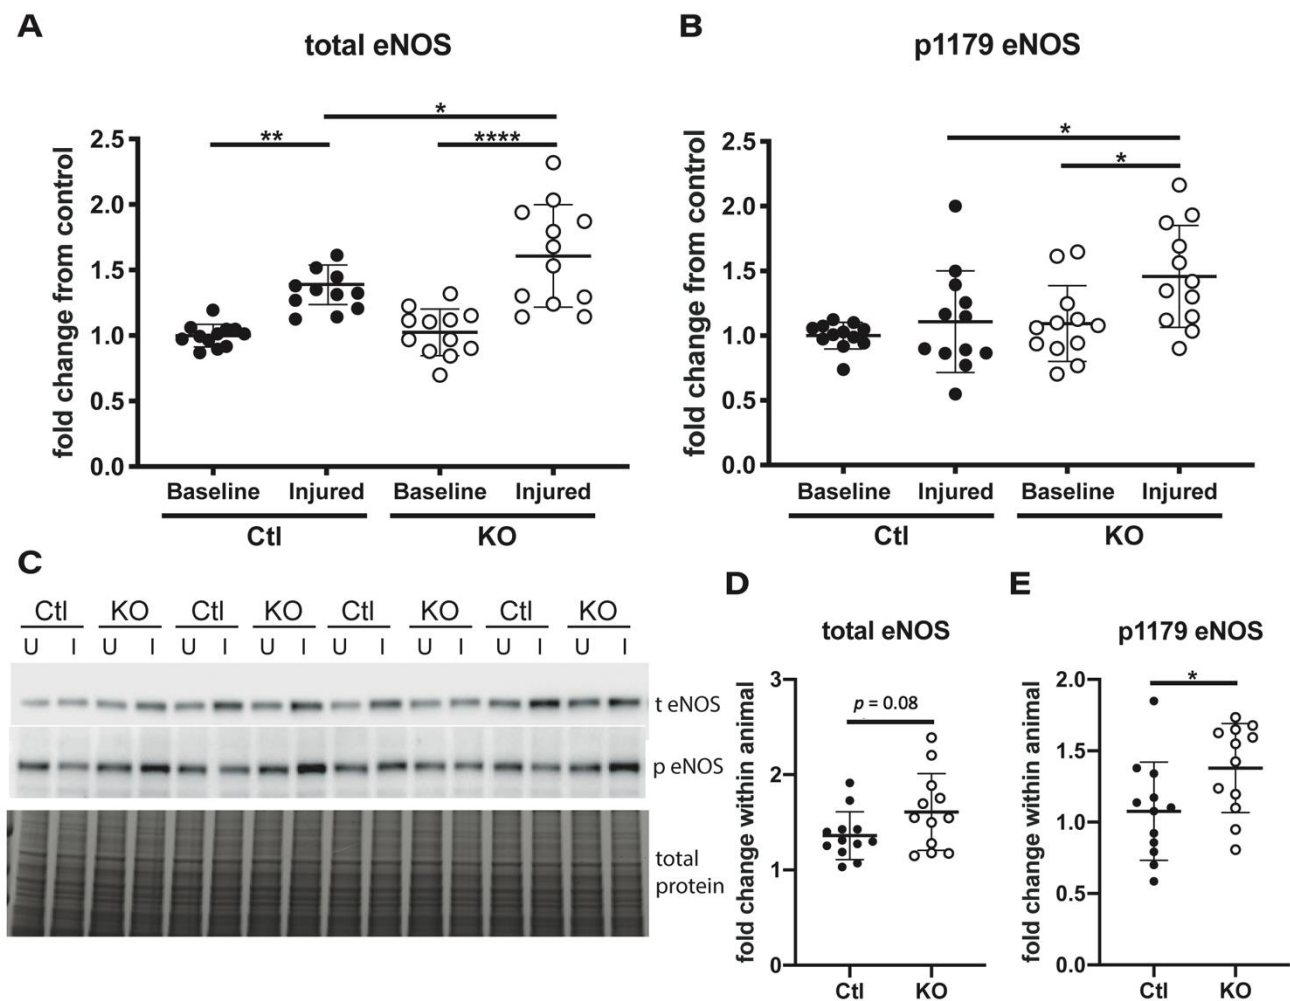 A
total eNOS
fold change from control
2.5
2.0
1.5
1.0
0.5
0.0
*
**
****
Baseline Injured Baseline Injured
Ctl KO
B
p1179 eNOS
fold change from control
2.5
2.0
1.5
1.0
0.5
0.0
*
*
Baseline Injured Baseline Injured
Ctl KO
C
Ctl KO Ctl KO Ctl KO Ctl KO
U I U I U I U I U I U I U I U I
t eNOS
p eNOS
total
protein
D
total eNOS
fold change within animal
3
2
1
0
p = 0.08
Ctl KO
E
p1179 eNOS
fold change within animal
2.0
1.5
1.0
0.5
0.0
*
Ctl KO